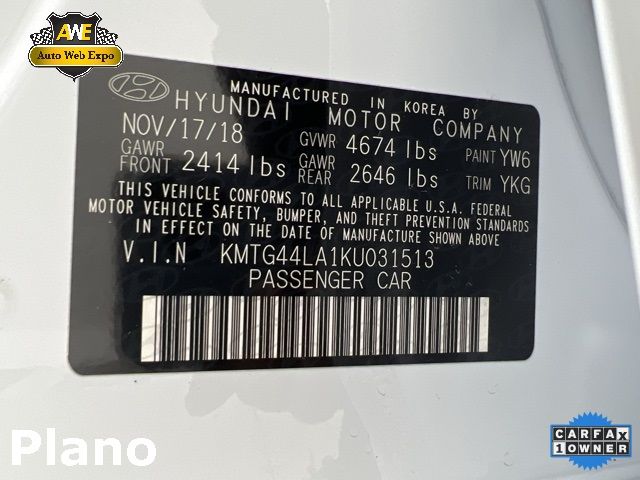 AWE
Auto Web Expo
MANUFACTURED IN KOREA BY
HYUNDAI MOTOR COMPANY
NOV/17/18 GVWR 4674 lbs PAINT YW6
GAWR FRONT 2414 lbs GAWR REAR 2646 lbs TRIM YKG
THIS VEHICLE CONFORMS TO ALL APPLICABLE U.S.A. FEDERAL
MOTOR VEHICLE SAFETY, BUMPER, AND THEFT PREVENTION STANDARDS
IN EFFECT ON THE DATE OF MANUFACTURE SHOWN ABOVE
V.I.N KMTG44LA1KU031513
PASSENGER CAR
Plano
CARFAX
1 OWNER